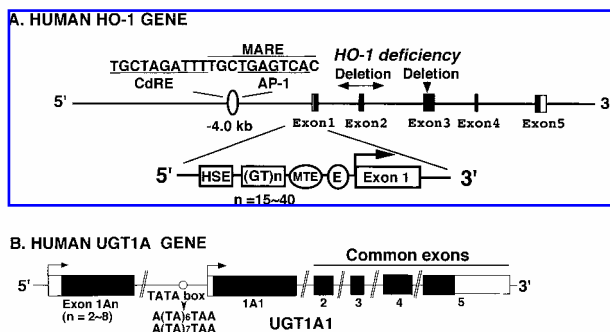 A. HUMAN HO-1 GENE
MARE
TGCTAGATTTTGCTGAGTCAC
CdRE AP-1
HO-1 deficiency
Deletion Deletion
5' 3'
-4.0 kb
Exon1 Exon2 Exon3 Exon4 Exon5
5' HSE (GT)n MTE E Exon 1 3'
n =15~40
B. HUMAN UGT1A GENE
Common exons
5' 3'
Exon 1An
(n = 2~8)
TATA box
A(TA)6TAA
A(TA)7TAA
1A1 2 3 4 5
UGT1A1